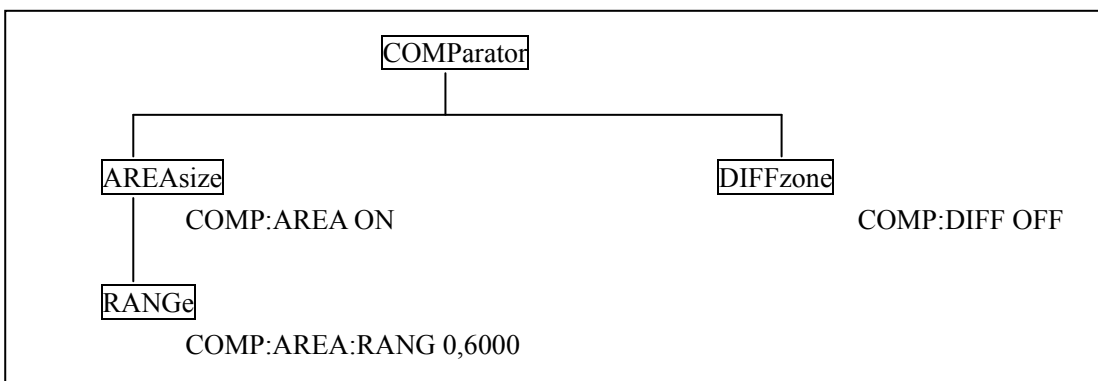 COMParator
AREAsize
DIFFzone
COMP:AREA ON
COMP:DIFF OFF
RANGe
COMP:AREA:RANG 0,6000